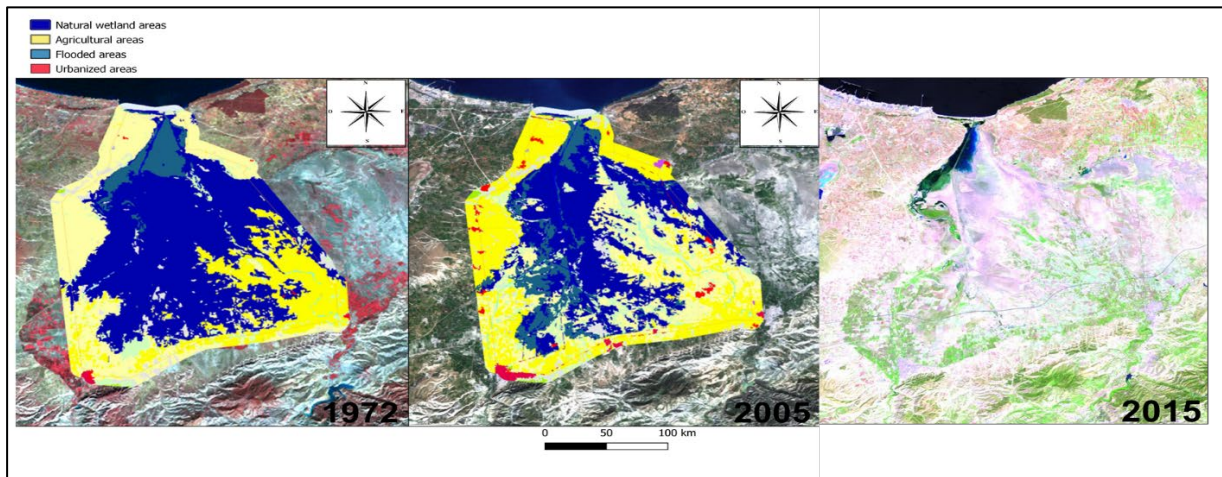 Natural wetland areas
Agricultural areas
Flooded areas
Urbanized areas
N
O
E
S
N
O
E
S
1972
2005
2015
0 50 100 km